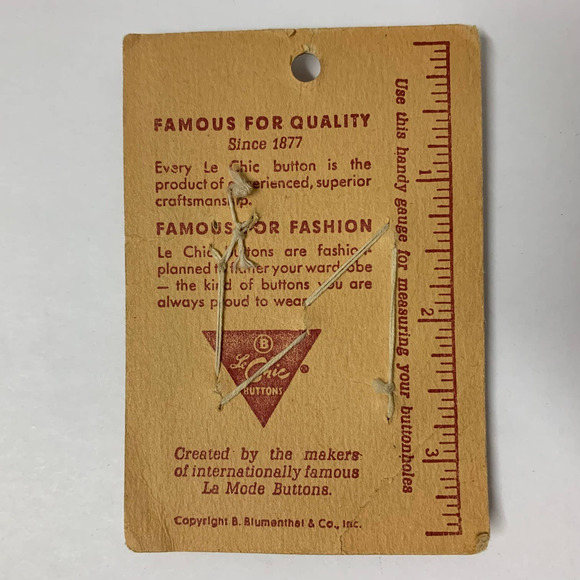 FAMOUS FOR QUALITY
Since 1877
Every Le Chic button is the
product of experienced, superior
craftsmanship.
FAMOUS FOR FASHION
Le Chic buttons are fashion-
planned to flatter your wardrobe
— the kind of buttons you are
always proud to wear.
B
Le
Chic
®
BUTTONS
Created by the makers
of internationally famous
La Mode Buttons.
Copyright B. Blumenthal & Co., Inc.
Use this handy gauge for measuring your buttonholes
1
2
3